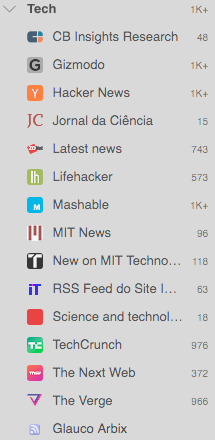 Tech 1K+
CB Insights Research 48
Gizmodo 1K+
Hacker News 1K+
Jornal da Ciência 15
Latest news 743
Lifehacker 573
Mashable 1K+
MIT News 96
New on MIT Techno... 118
RSS Feed do Site I... 63
Science and technol... 18
TechCrunch 976
The Next Web 372
The Verge 966
Glauco Arbix